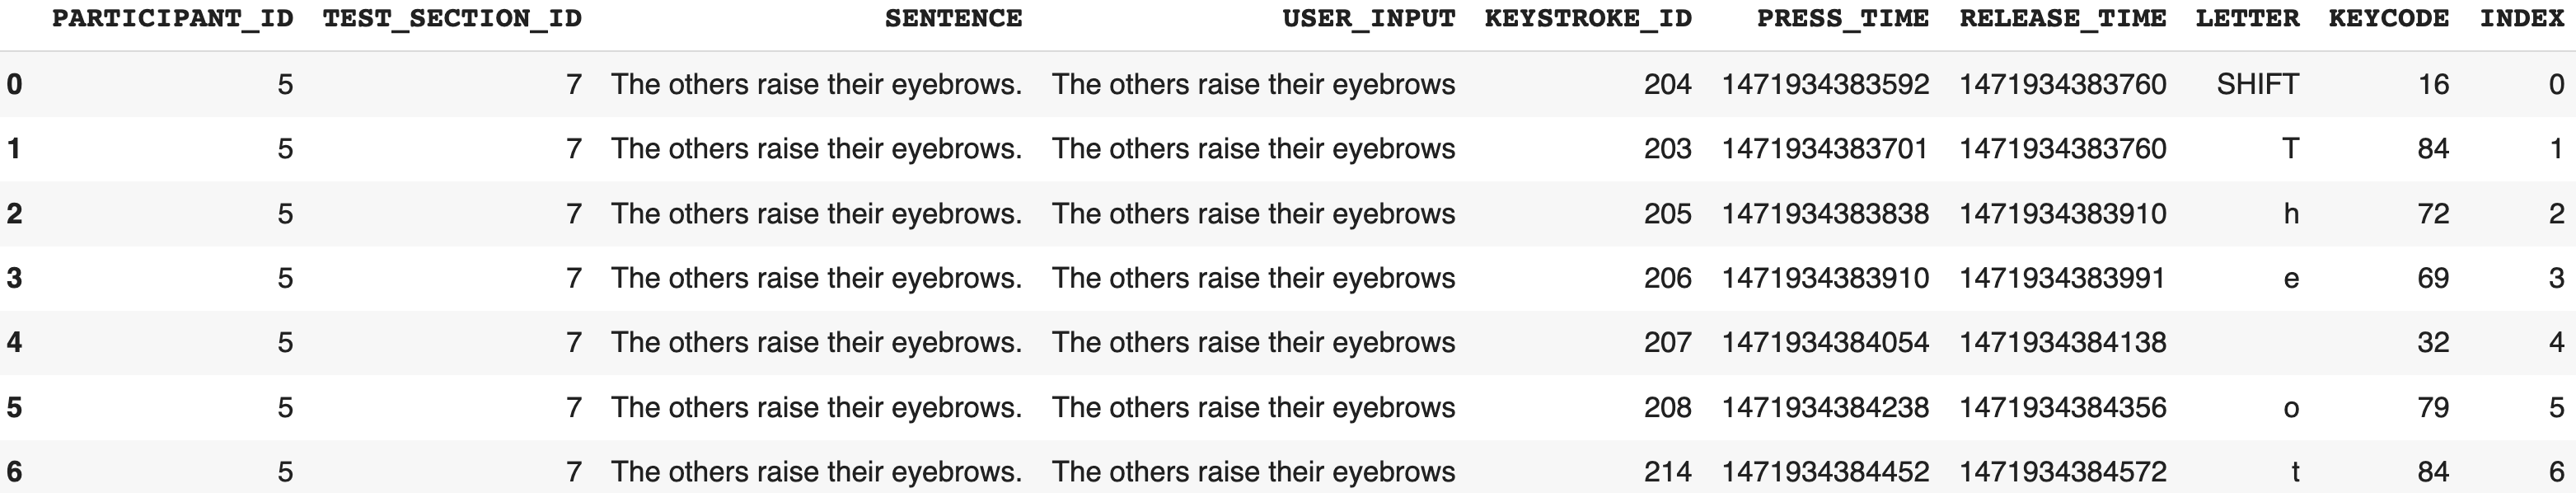 PARTICIPANT_ID TEST_SECTION_ID SENTENCE USER_INPUT KEYSTROKE_ID PRESS_TIME RELEASE_TIME LETTER KEYCODE INDEX
0 5 7 The others raise their eyebrows. The others raise their eyebrows 204 1471934383592 1471934383760 SHIFT 16 0
1 5 7 The others raise their eyebrows. The others raise their eyebrows 203 1471934383701 1471934383760 T 84 1
2 5 7 The others raise their eyebrows. The others raise their eyebrows 205 1471934383838 1471934383910 h 72 2
3 5 7 The others raise their eyebrows. The others raise their eyebrows 206 1471934383910 1471934383991 e 69 3
4 5 7 The others raise their eyebrows. The others raise their eyebrows 207 1471934384054 1471934384138 32 4
5 5 7 The others raise their eyebrows. The others raise their eyebrows 208 1471934384238 1471934384356 o 79 5
6 5 7 The others raise their eyebrows. The others raise their eyebrows 214 1471934384452 1471934384572 t 84 6